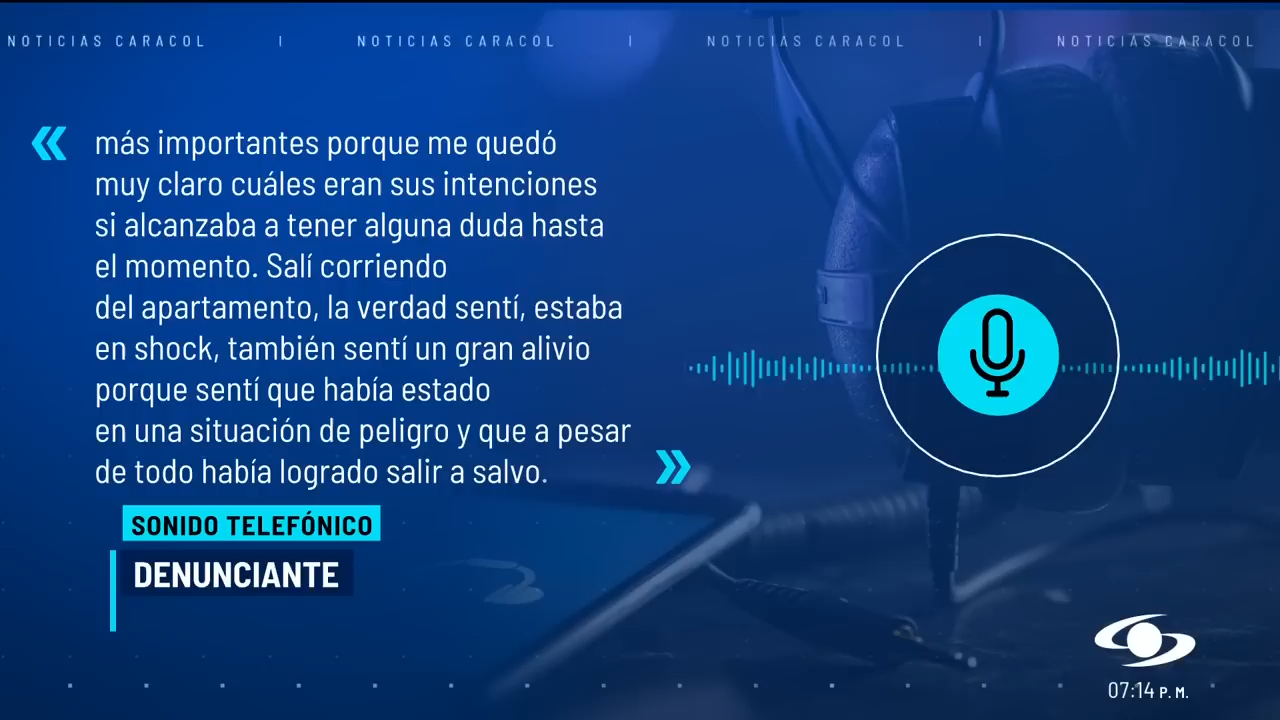 NOTICIAS CARACOL | NOTICIAS CARACOL | NOTICIAS CARACOL | NOTICIAS CARACOL
« más importantes porque me quedó
muy claro cuáles eran sus intenciones
si alcanzaba a tener alguna duda hasta
el momento. Salí corriendo
del apartamento, la verdad sentí, estaba
en shock, también sentí un gran alivio
porque sentí que había estado
en una situación de peligro y que a pesar
de todo había logrado salir a salvo. »
SONIDO TELEFÓNICO
DENUNCIANTE
07:14 P. M.